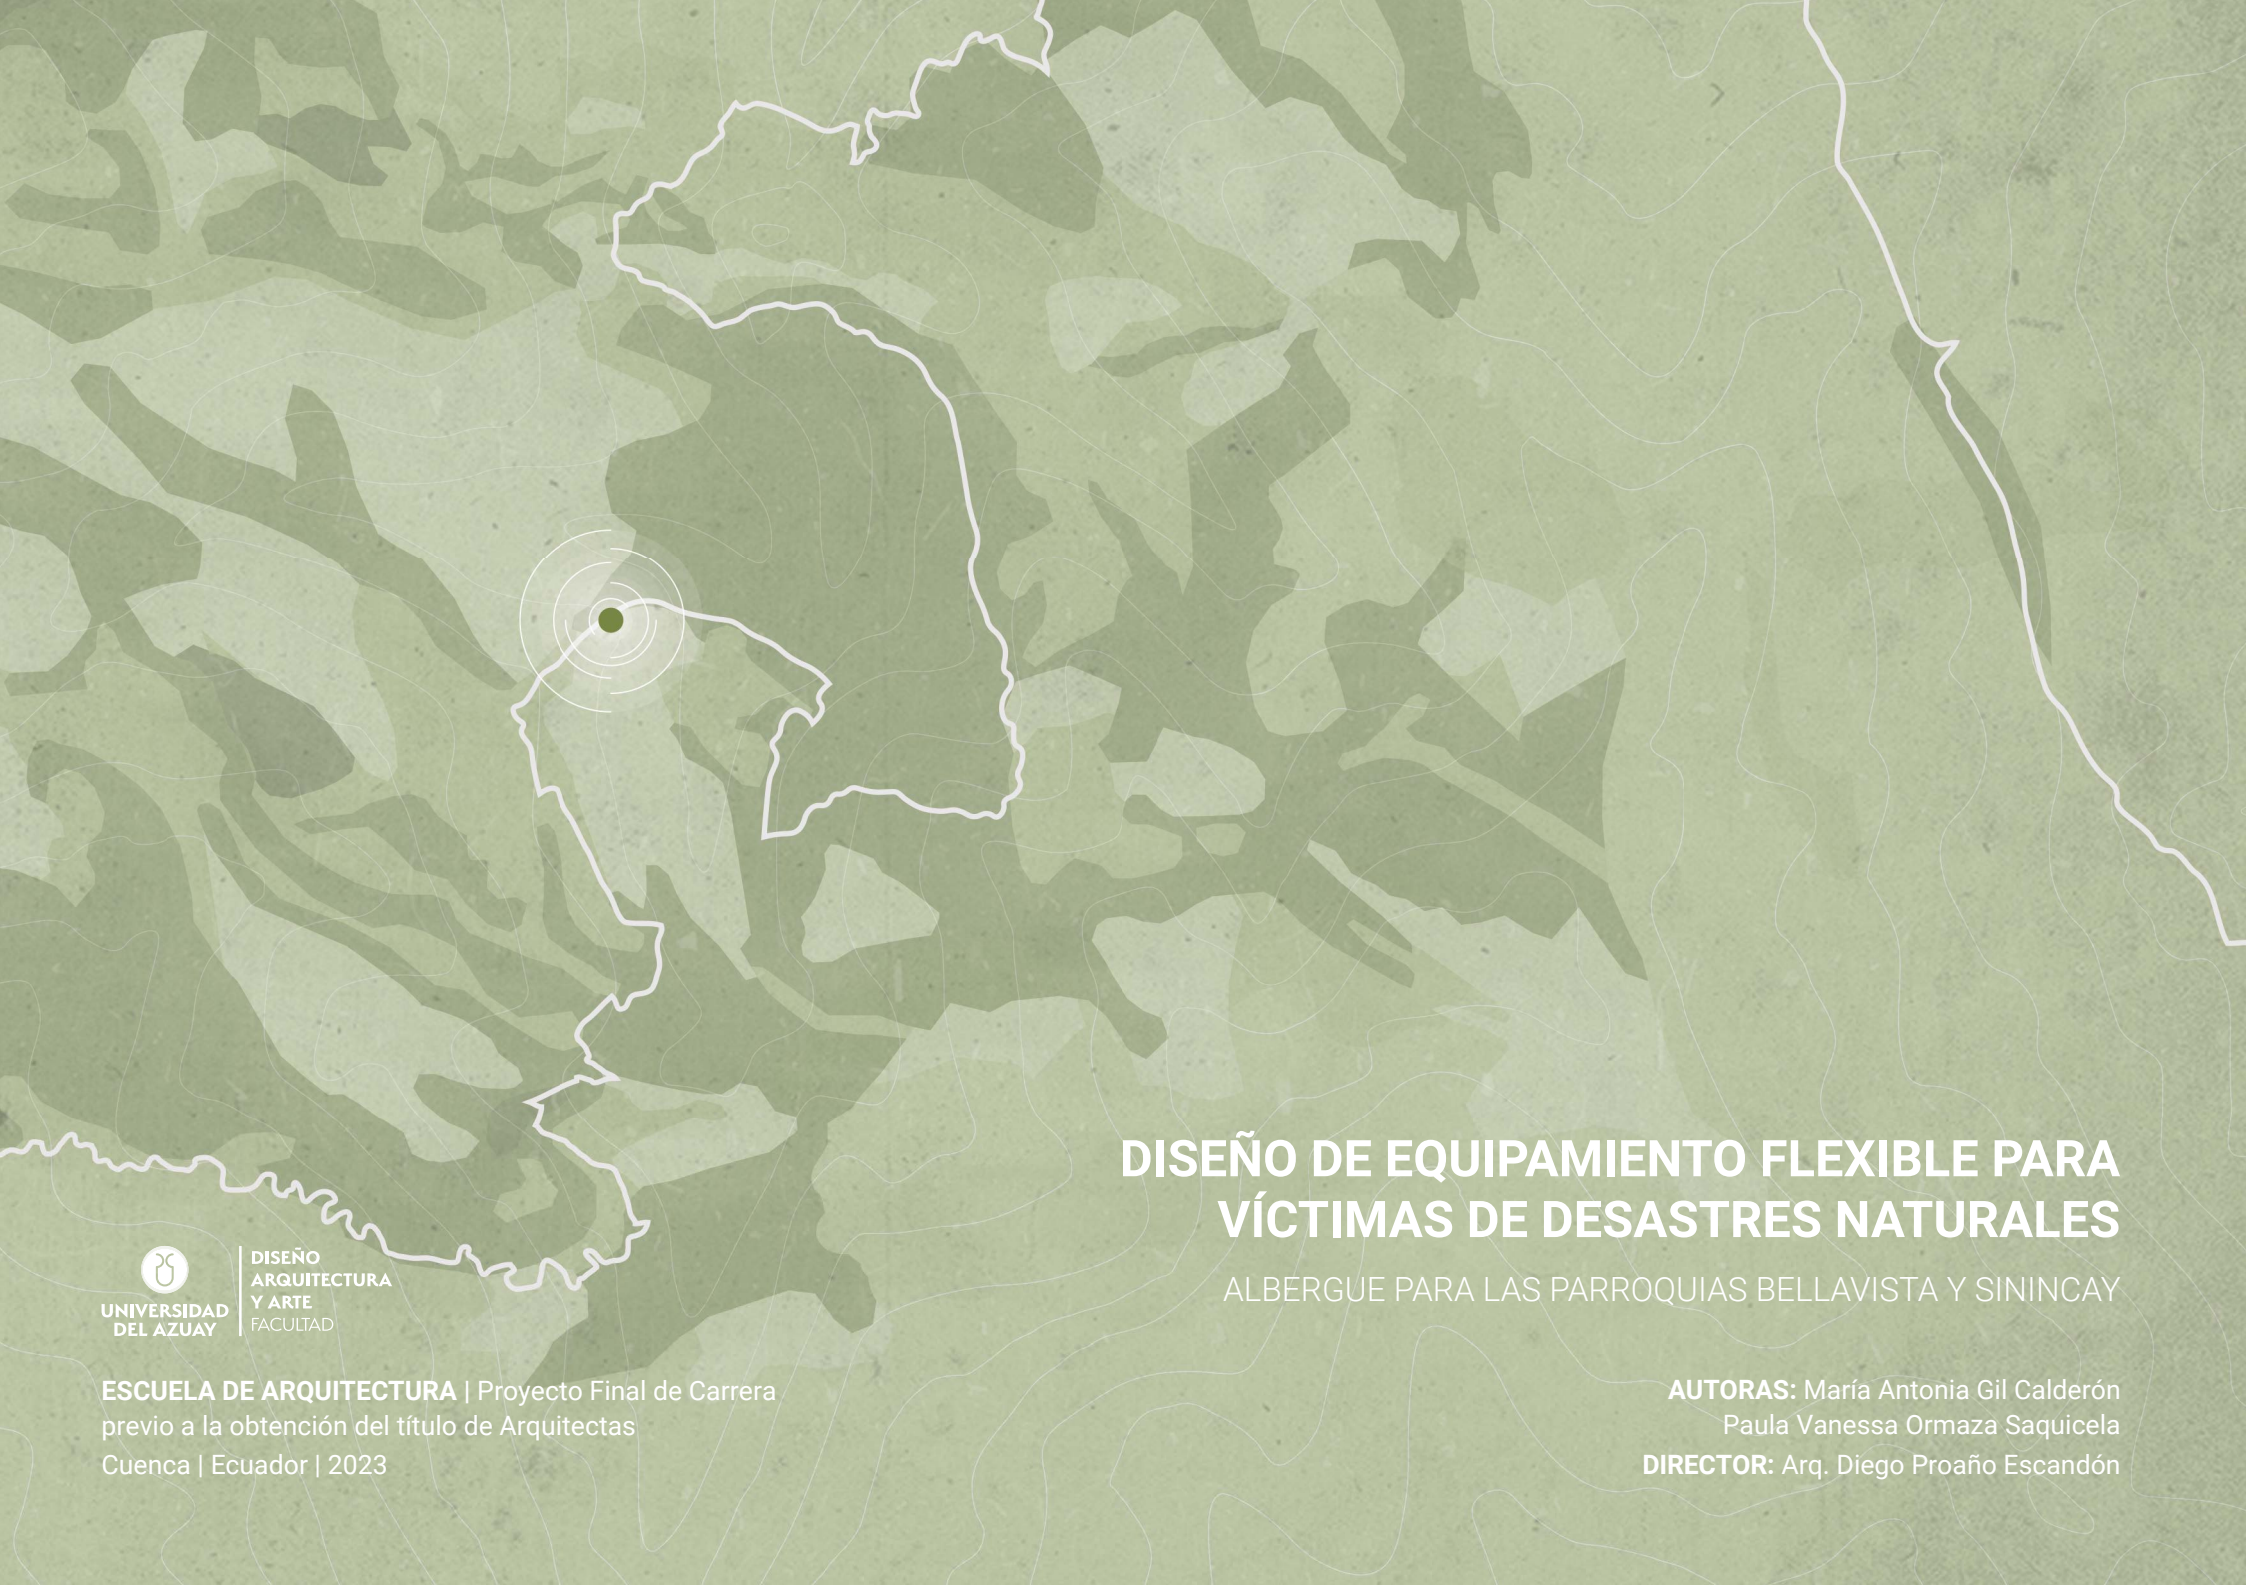 DISEÑO DE EQUIPAMIENTO FLEXIBLE PARA
VÍCTIMAS DE DESASTRES NATURALES
ALBERGUE PARA LAS PARROQUIAS BELLAVISTA Y SININCAY
UNIVERSIDAD
DEL AZUAY
DISEÑO
ARQUITECTURA
Y ARTE
FACULTAD
ESCUELA DE ARQUITECTURA | Proyecto Final de Carrera
previo a la obtención del título de Arquitectas
Cuenca | Ecuador | 2023
AUTORAS: María Antonia Gil Calderón
Paula Vanessa Ormaza Saquicela
DIRECTOR: Arq. Diego Proaño Escandón